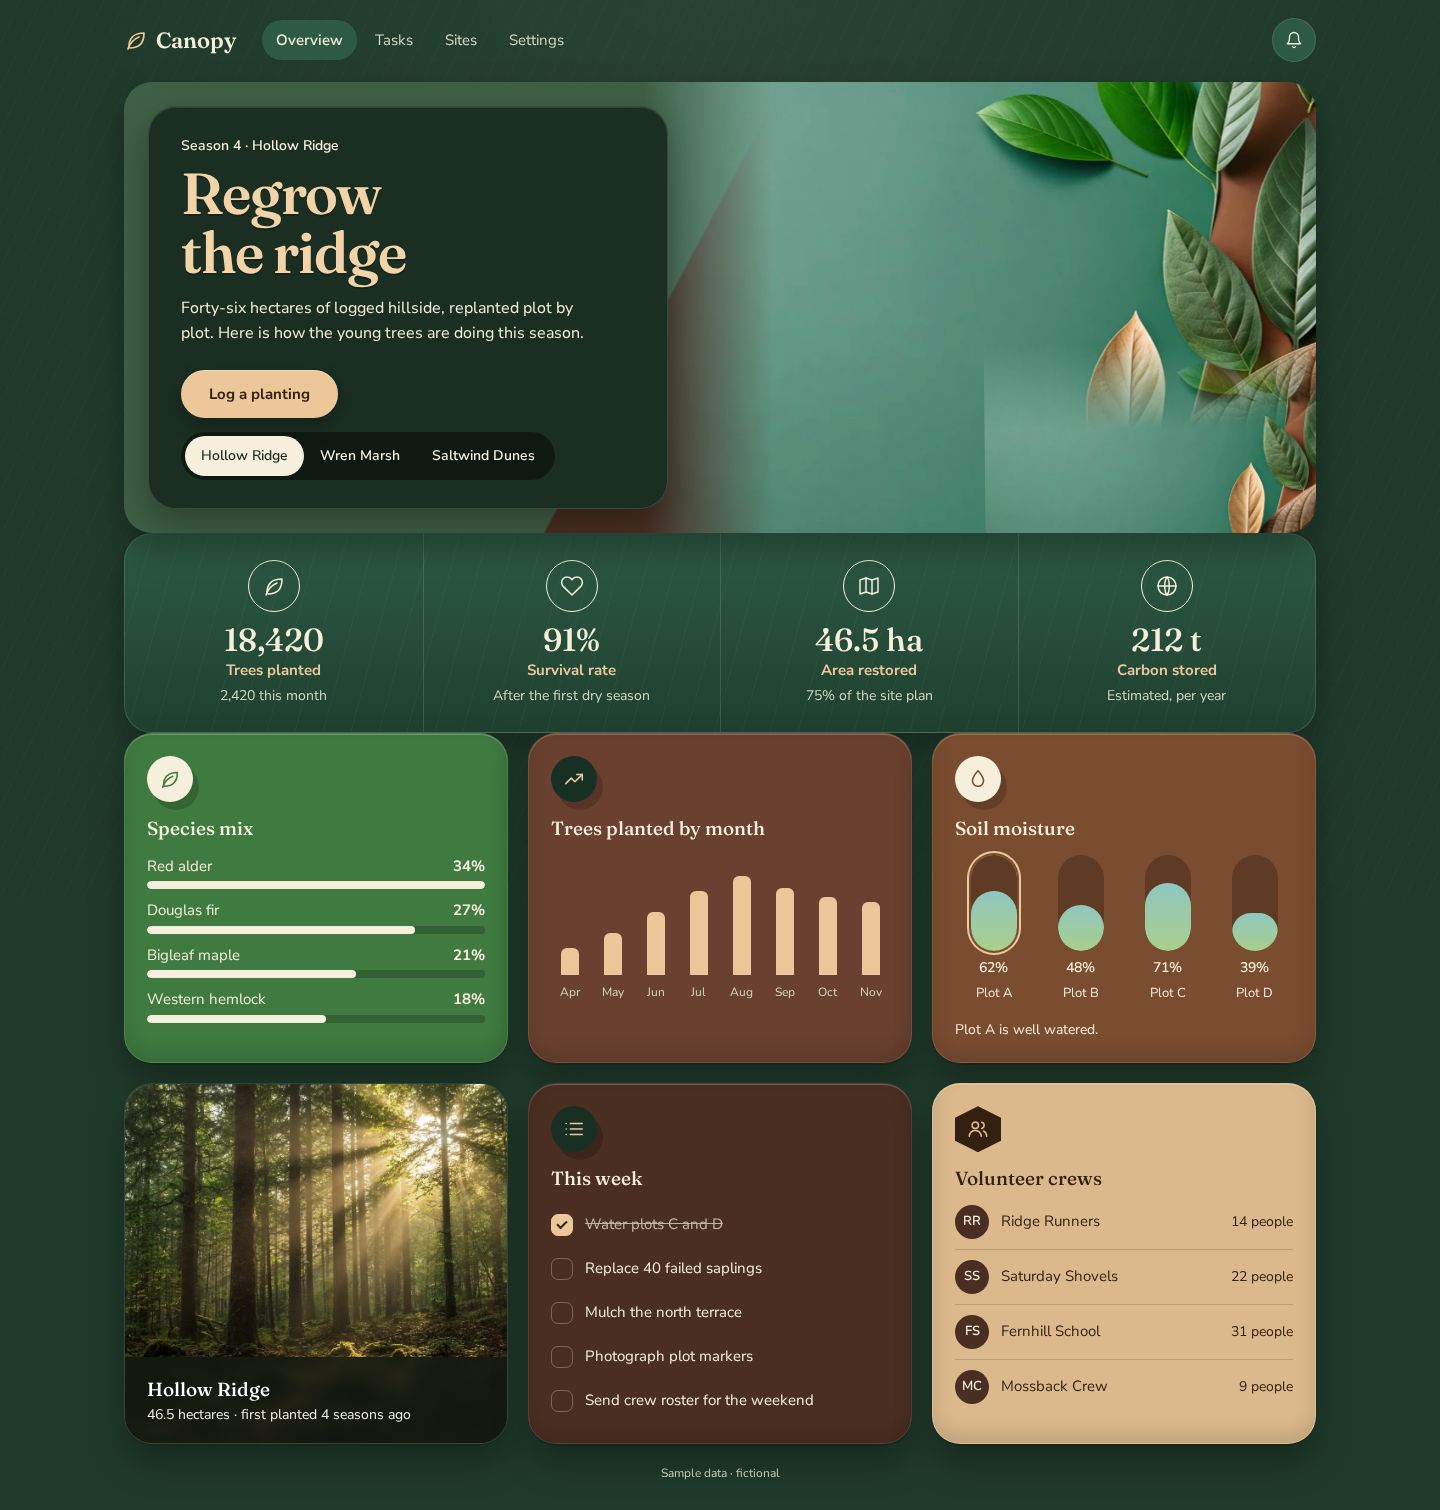 Canopy
Overview
Tasks
Sites
Settings
Season 4 · Hollow Ridge
Regrow
the ridge
Forty-six hectares of logged hillside, replanted plot by
plot. Here is how the young trees are doing this season.
Log a planting
Hollow Ridge
Wren Marsh
Saltwind Dunes
18,420
Trees planted
2,420 this month
91%
Survival rate
After the first dry season
46.5 ha
Area restored
75% of the site plan
212 t
Carbon stored
Estimated, per year
Species mix
Red alder 34%
Douglas fir 27%
Bigleaf maple 21%
Western hemlock 18%
Trees planted by month
Apr May Jun Jul Aug Sep Oct Nov
Soil moisture
62% 48% 71% 39%
Plot A Plot B Plot C Plot D
Plot A is well watered.
Hollow Ridge
46.5 hectares · first planted 4 seasons ago
This week
Water plots C and D
Replace 40 failed saplings
Mulch the north terrace
Photograph plot markers
Send crew roster for the weekend
Volunteer crews
RR Ridge Runners 14 people
SS Saturday Shovels 22 people
FS Fernhill School 31 people
MC Mossback Crew 9 people
Sample data · fictional